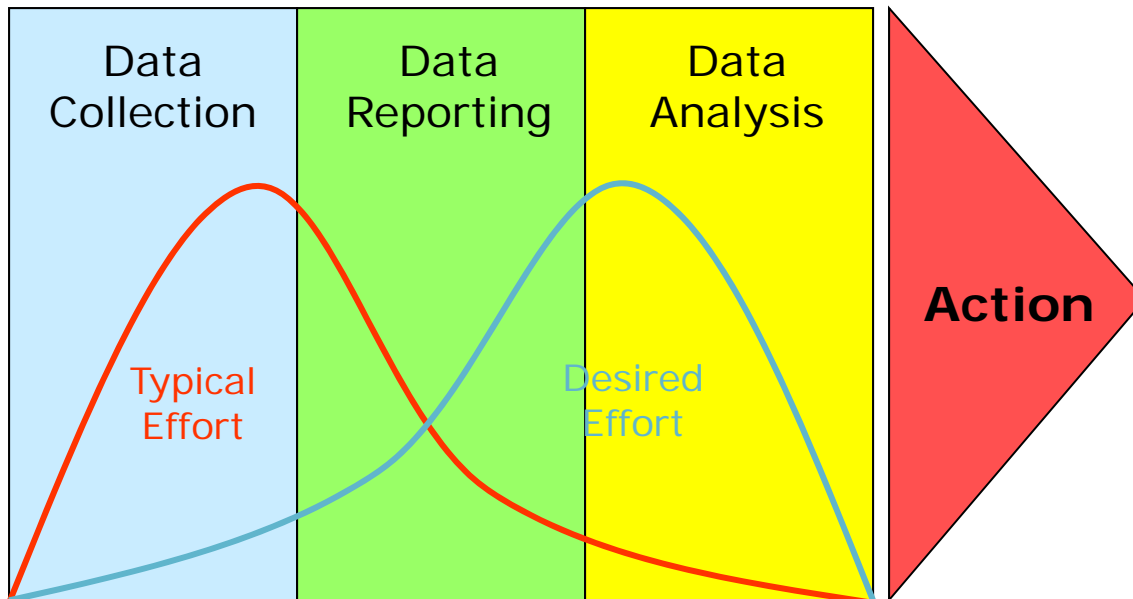 Data
Collection
Data
Reporting
Data
Analysis
Action
Typical
Effort
Desired
Effort